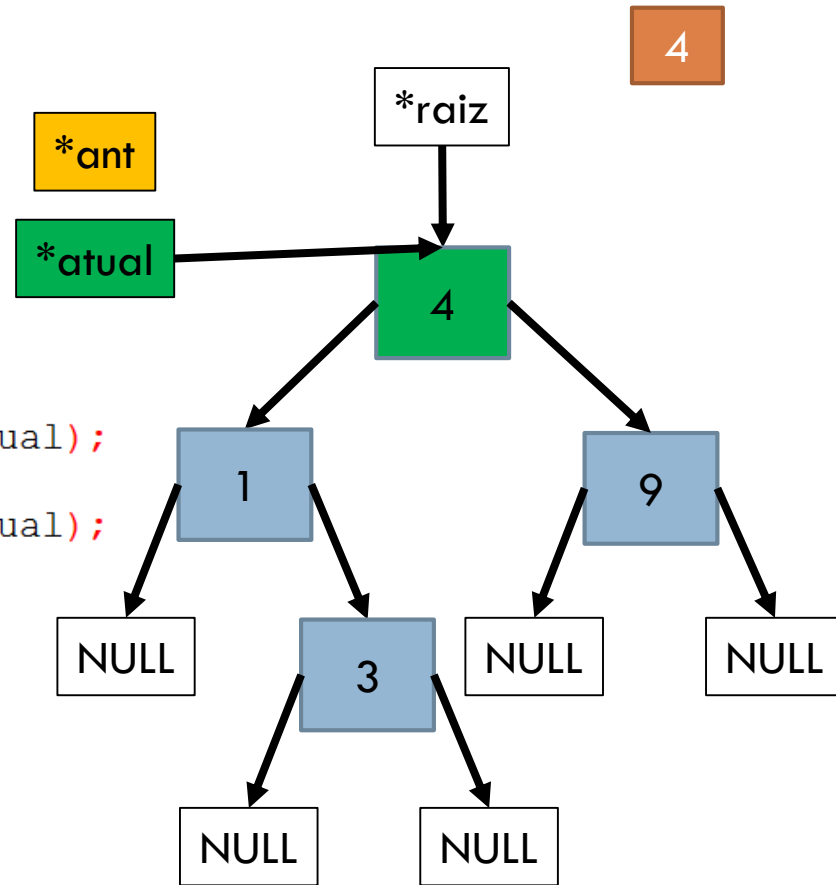 4
*raiz
*ant
*atual
4
ual);
1
9
ual);
NULL
3
NULL
NULL
NULL
NULL